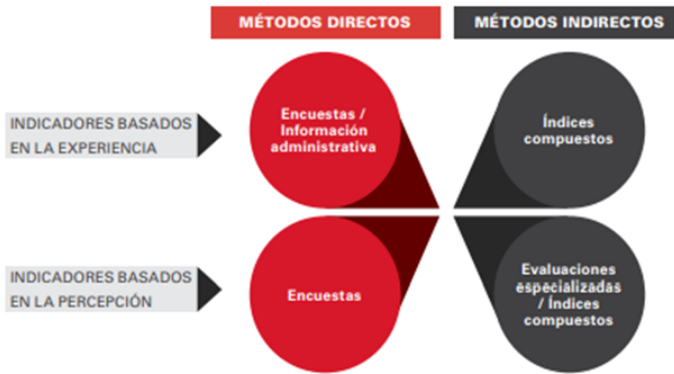 MÉTODOS DIRECTOS
MÉTODOS INDIRECTOS
INDICADORES BASADOS
EN LA EXPERIENCIA
Encuestas /
Información
administrativa
Índices
compuestos
INDICADORES BASADOS
EN LA PERCEPCIÓN
Encuestas
Evaluaciones
especializadas
/ Índices
compuestos